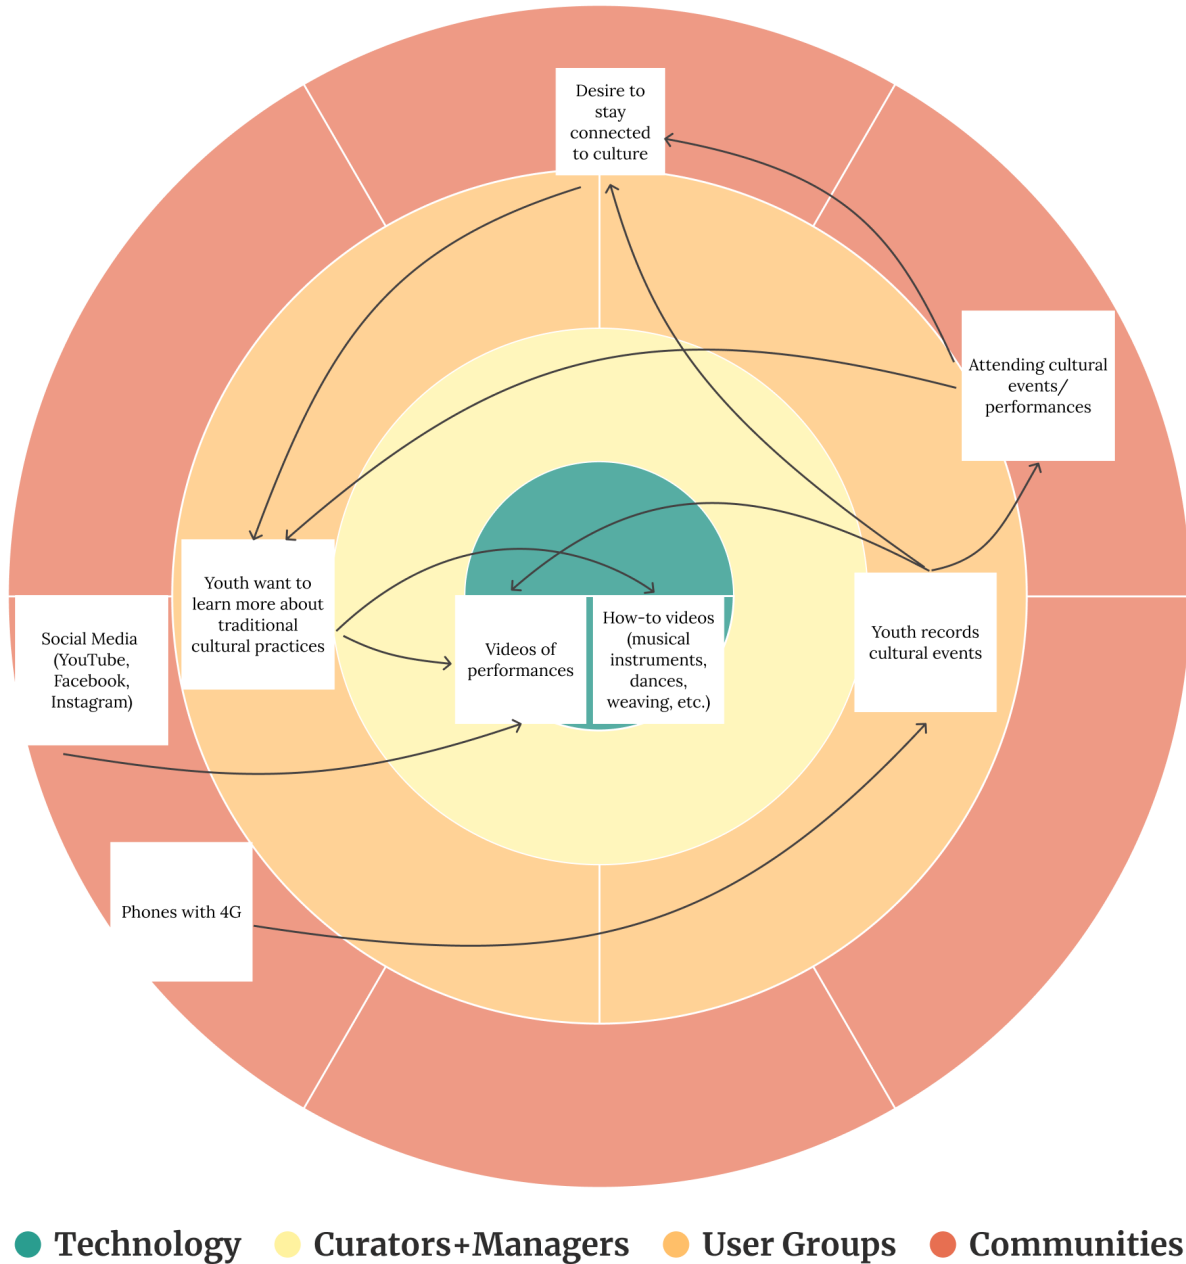 Desire to
stay
connected
to culture
Attending cultural
events/
performances
Youth want to
learn more about
traditional
cultural practices
Social Media
(YouTube,
Facebook,
Instagram)
Videos of
performances
How-to videos
(musical
instruments,
dances,
weaving, etc.)
Youth records
cultural events
Phones with 4G
Technology
Curators+Managers
User Groups
Communities